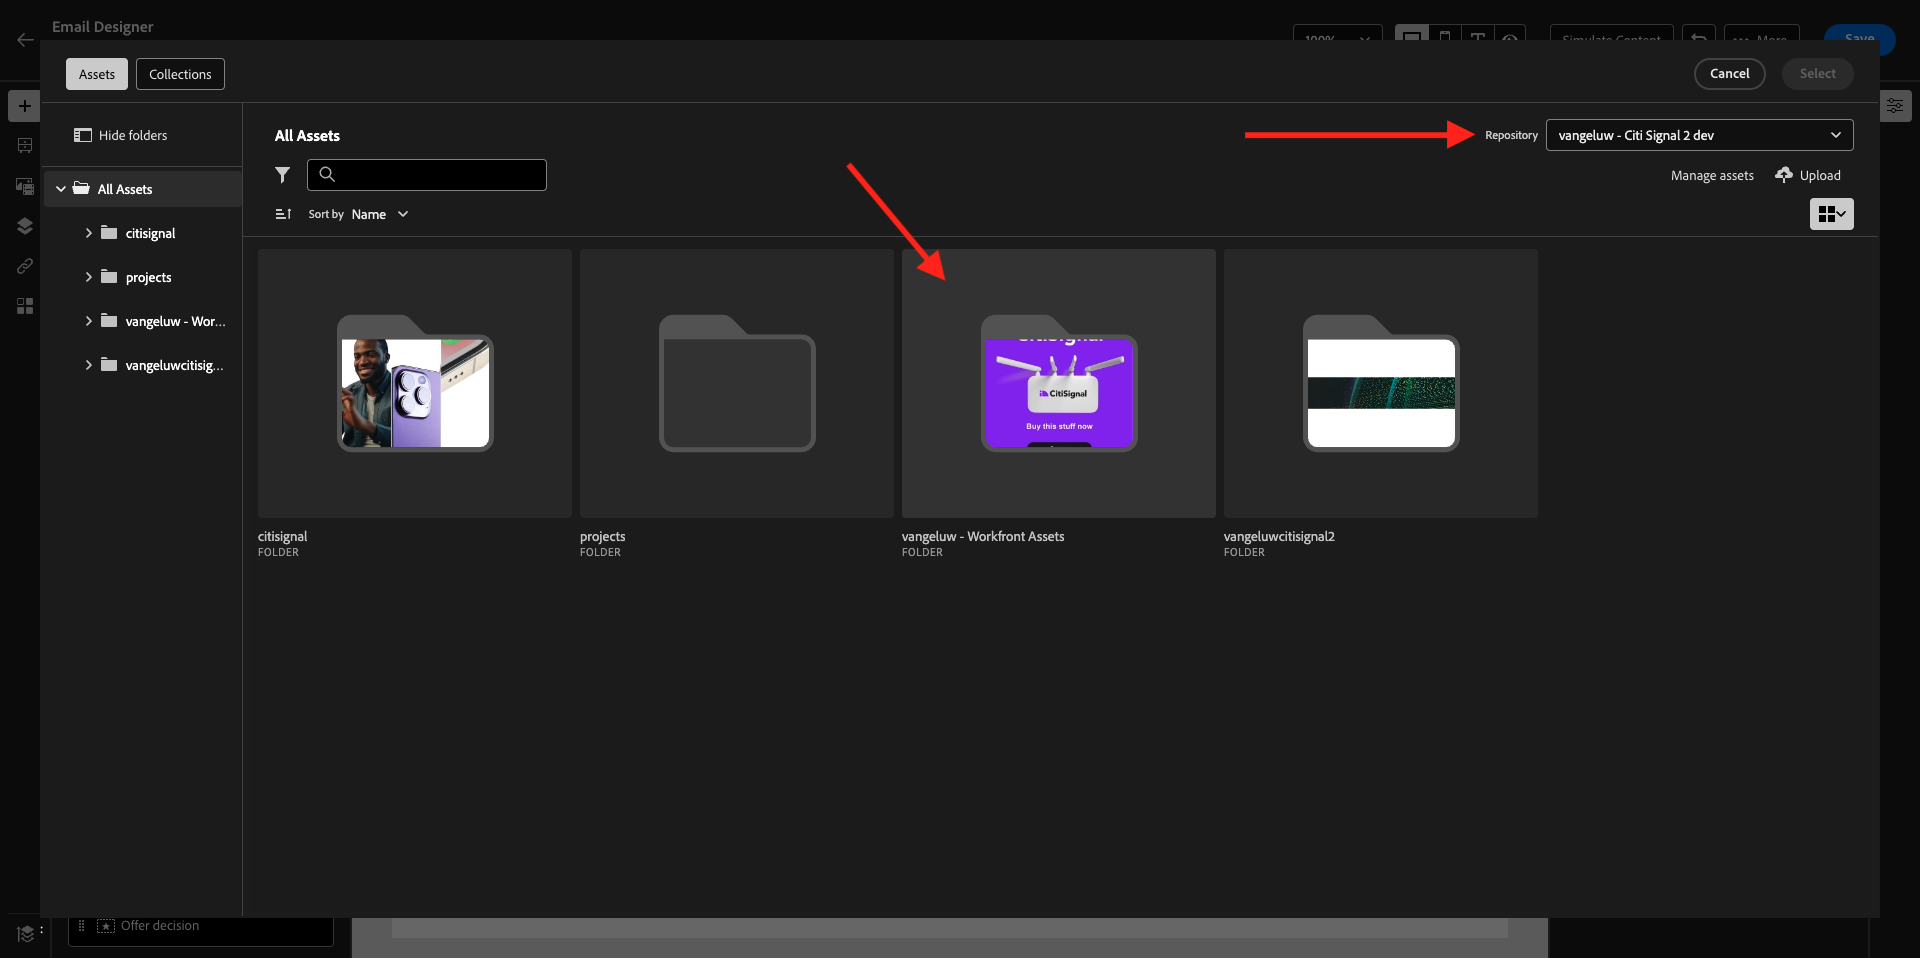 Email Designer
100%
Simulate Content
More
Save
Assets
Collections
Cancel
Select
Hide folders
All Assets
Repository
vangeluw - Citi Signal 2 dev
Manage assets
Upload
Sort by Name
All Assets
citisignal
projects
vangeluw - Wor...
vangeluwcitisig...
CitiSignal
CitiSignal
Buy this stuff now
citisignal
FOLDER
projects
FOLDER
vangeluw - Workfront Assets
FOLDER
vangeluwcitisignal2
FOLDER
Offer decision